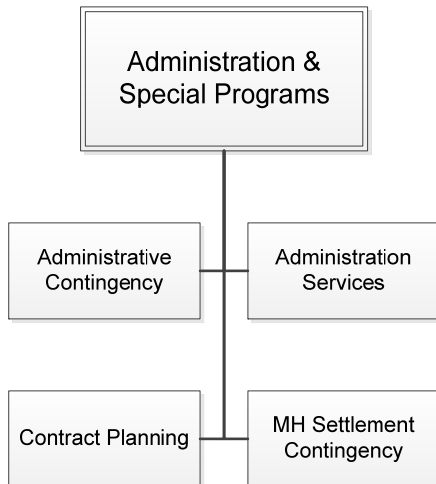 Administration &
Special Programs
Administrative
Contingency
Administration
Services
Contract Planning
MH Settlement
Contingency